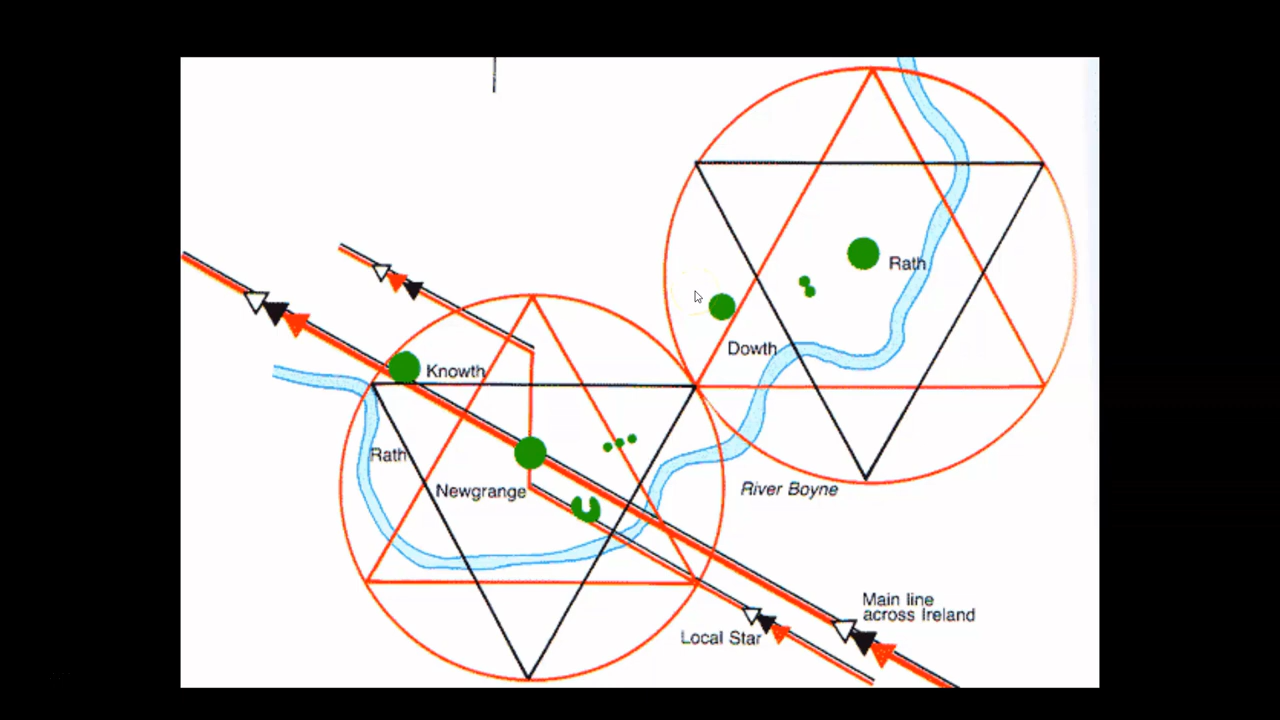 Rath
Dowth
Knowth
Rath
Newgrange
River Boyne
Main line
across Ireland
Local Star